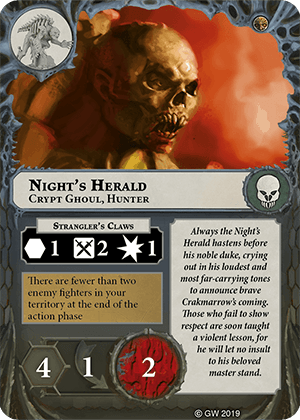 Night's Herald
Crypt Ghoul, Hunter
Strangler's Claws
1 2 1
There are fewer than two
enemy fighters in your
territory at the end of the
action phase
Always the Night's
Herald hastens before
his noble duke, crying
out in his loudest and
most far-carrying tones
to announce brave
Crakmarrow's coming.
Those who fail to show
respect are soon taught
a violent lesson, for
he will let no insult
to his beloved
master stand.
4 1 2
© GW 2019